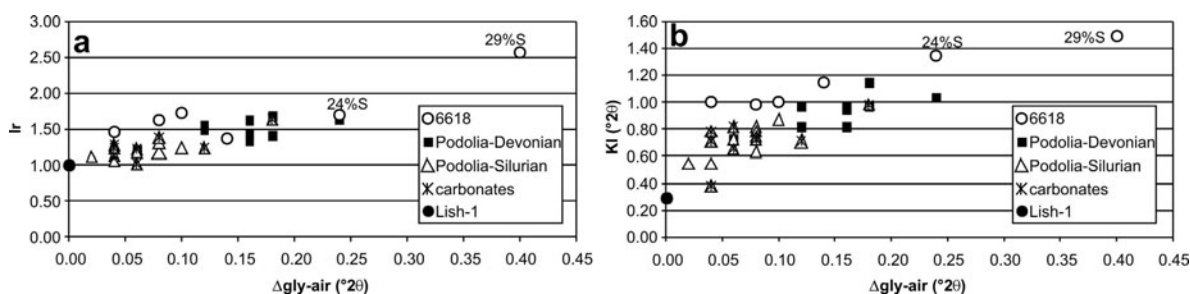 a
Ir
3.00
2.50
2.00
1.50
1.00
0.50
0.00
29%S
24%S
6618
Podolia-Devonian
Podolia-Silurian
carbonates
Lish-1
0.00 0.05 0.10 0.15 0.20 0.25 0.30 0.35 0.40 0.45
Δgly-air (°2θ)
b
KI (°2θ)
1.60
1.40
1.20
1.00
0.80
0.60
0.40
0.20
0.00
24%S
29%S
6618
Podolia-Devonian
Podolia-Silurian
carbonates
Lish-1
0.00 0.05 0.10 0.15 0.20 0.25 0.30 0.35 0.40 0.45
Δgly-air (°2θ)